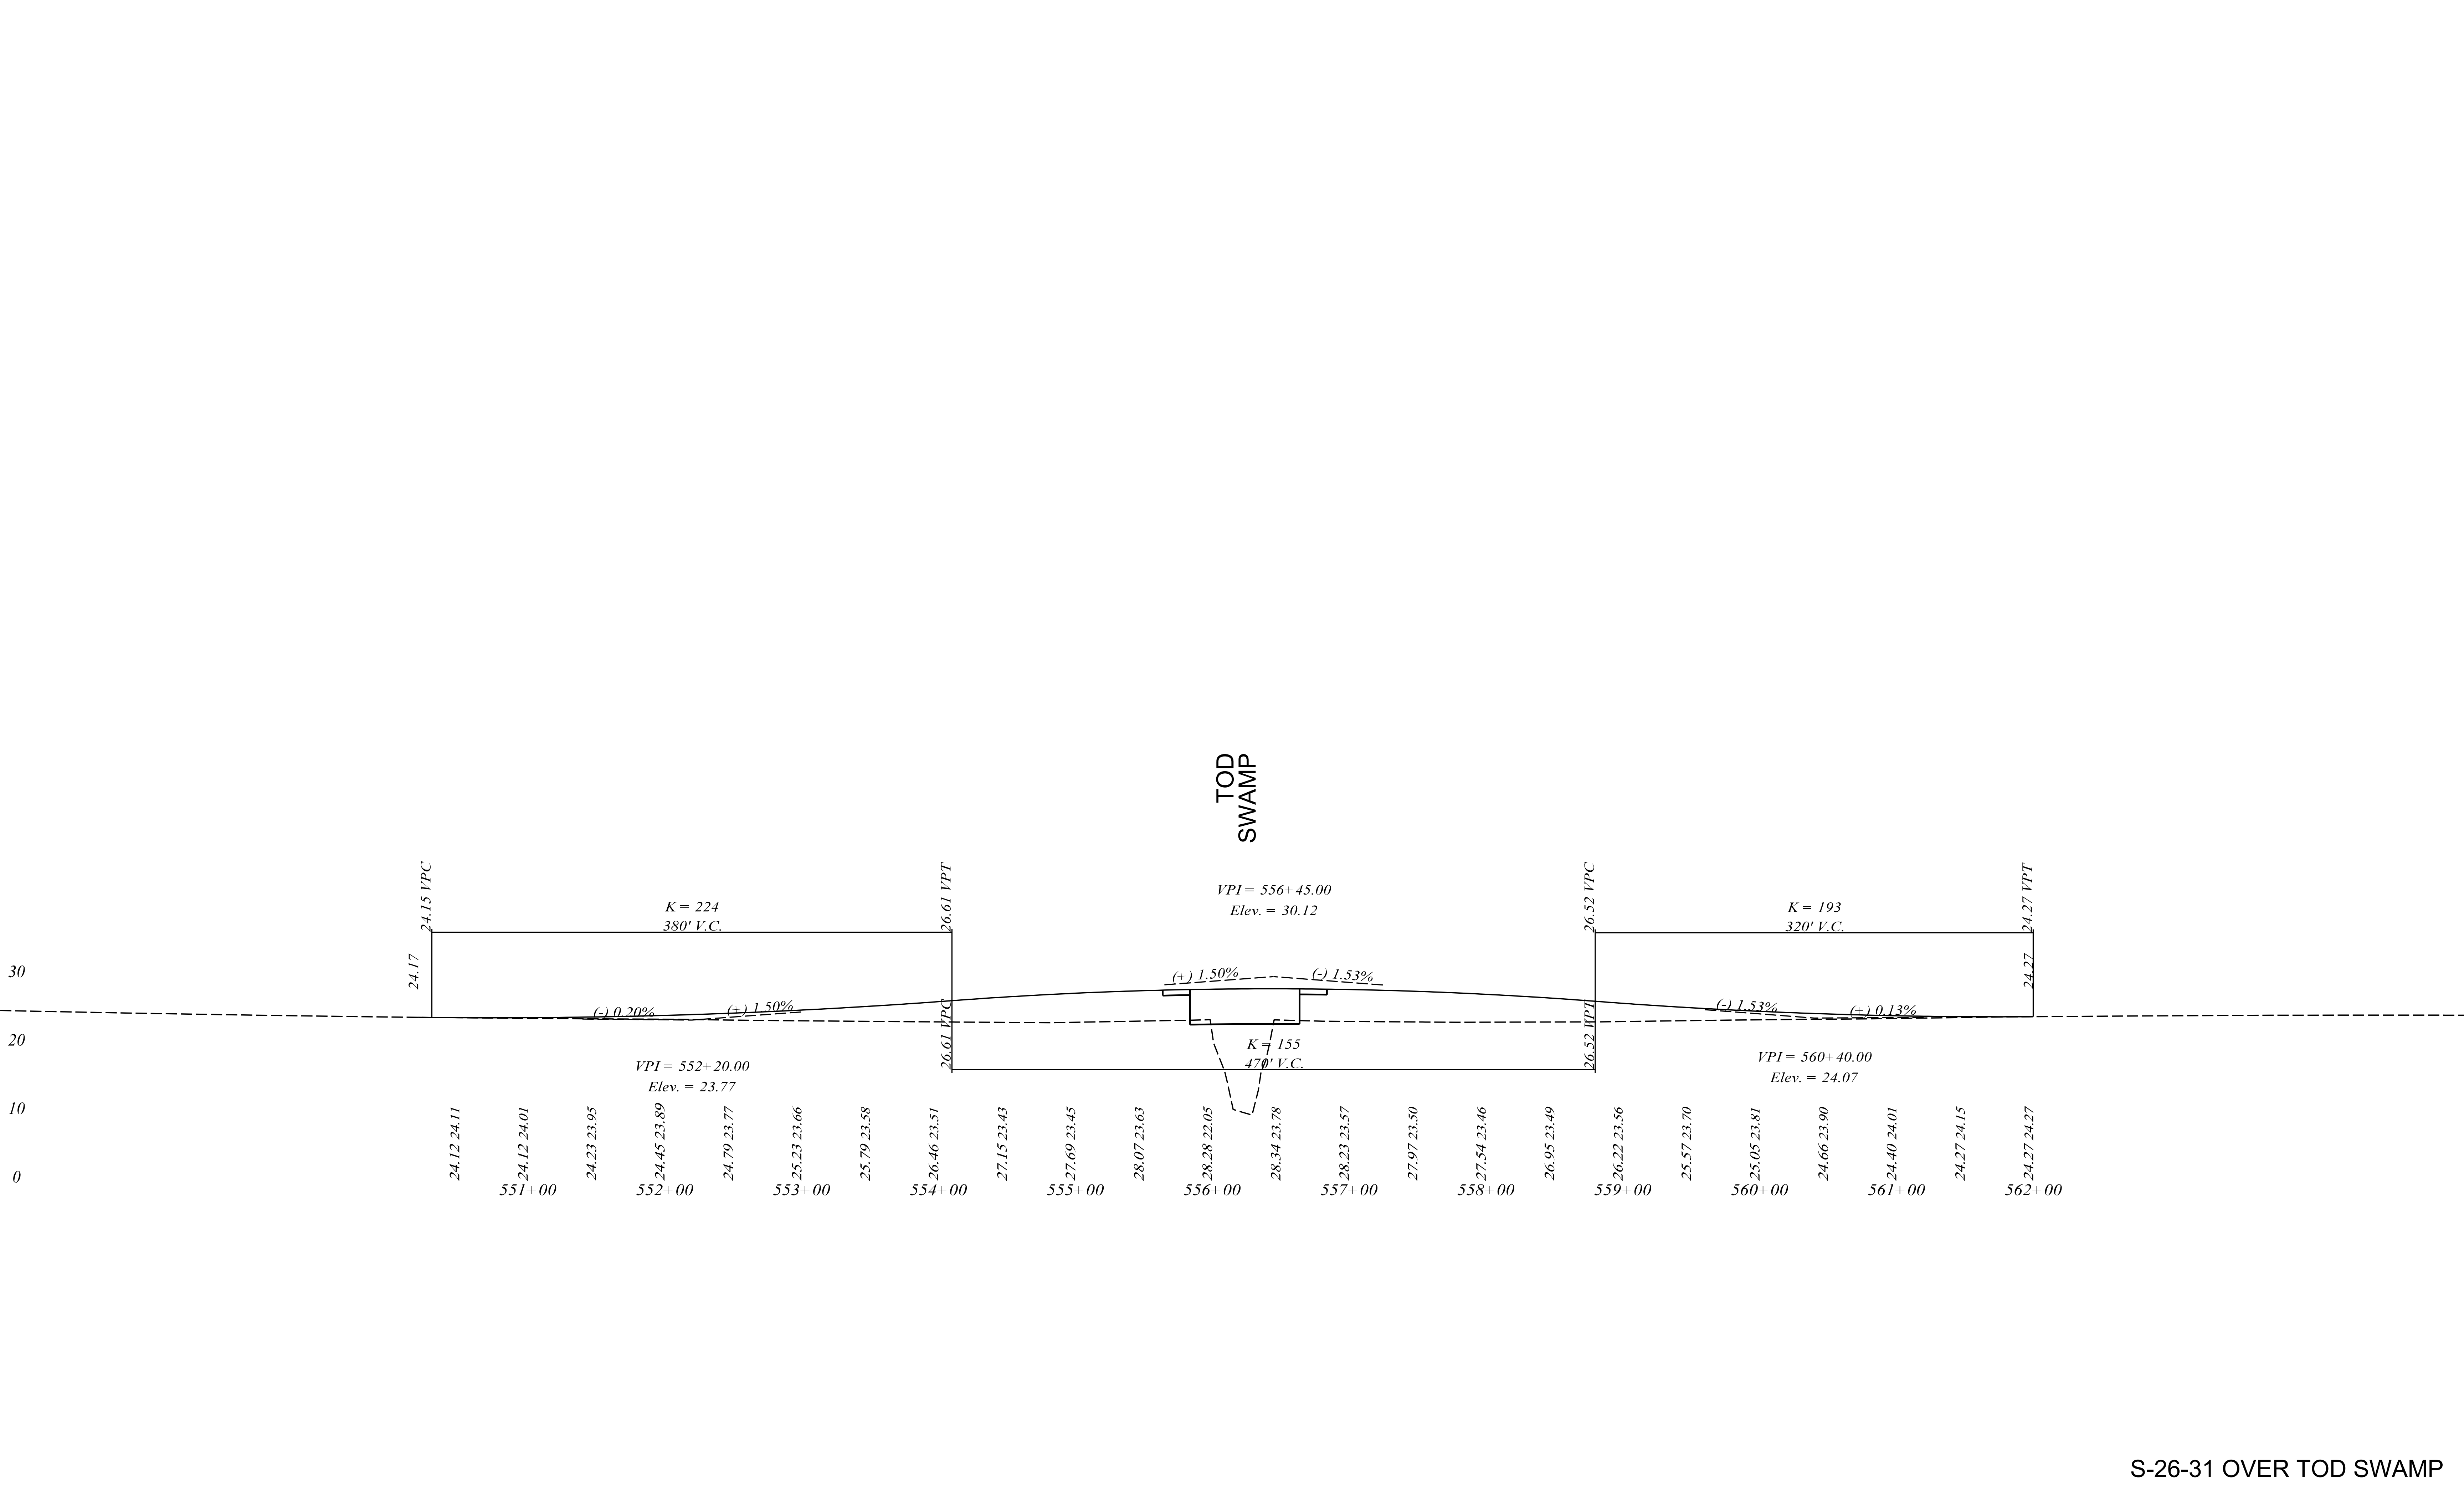 TOD
SWAMP
24.15 VPC
26.61 VPT
26.52 VPC
24.27 VPT
VPI = 556+45.00
Elev. = 30.12
K = 224
380' V.C.
K = 193
320' V.C.
24.17
24.27
30
(+) 1.50%
(-) 1.53%
(-) 0.20%
(+) 1.50%
(-) 1.53%
(+) 0.13%
26.61 VPC
26.52 VPT
20
K = 155
470' V.C.
VPI = 552+20.00
Elev. = 23.77
VPI = 560+40.00
Elev. = 24.07
10
0
24.12 24.11
24.12 24.01
24.23 23.95
24.45 23.89
24.79 23.77
25.23 23.66
25.79 23.58
26.46 23.51
27.15 23.43
27.69 23.45
28.07 23.63
28.28 22.05
28.34 23.78
28.23 23.57
27.97 23.50
27.54 23.46
26.95 23.49
26.22 23.56
25.57 23.70
25.05 23.81
24.66 23.90
24.40 24.01
24.27 24.15
24.27 24.27
551+00
552+00
553+00
554+00
555+00
556+00
557+00
558+00
559+00
560+00
561+00
562+00
S-26-31 OVER TOD SWAMP